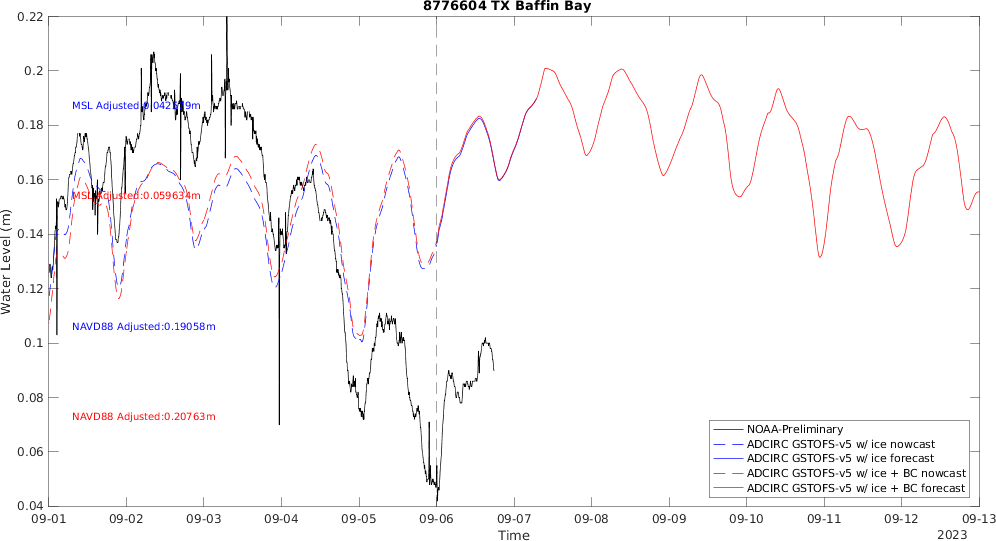 8776604 TX Baffin Bay
0.22
0.2
0.18
0.16
0.14
0.12
0.1
0.08
0.06
0.04
Water Level (m)
MSL Adjusted:0.042579m
MSL Adjusted:0.059634m
NAVD88 Adjusted:0.19058m
NAVD88 Adjusted:0.20763m
NOAA-Preliminary
ADCIRC GSTOFS-v5 w/ ice nowcast
ADCIRC GSTOFS-v5 w/ ice forecast
ADCIRC GSTOFS-v5 w/ ice + BC nowcast
ADCIRC GSTOFS-v5 w/ ice + BC forecast
09-01 09-02 09-03 09-04 09-05 09-06 09-07 09-08 09-09 09-10 09-11 09-12 09-13
Time
2023